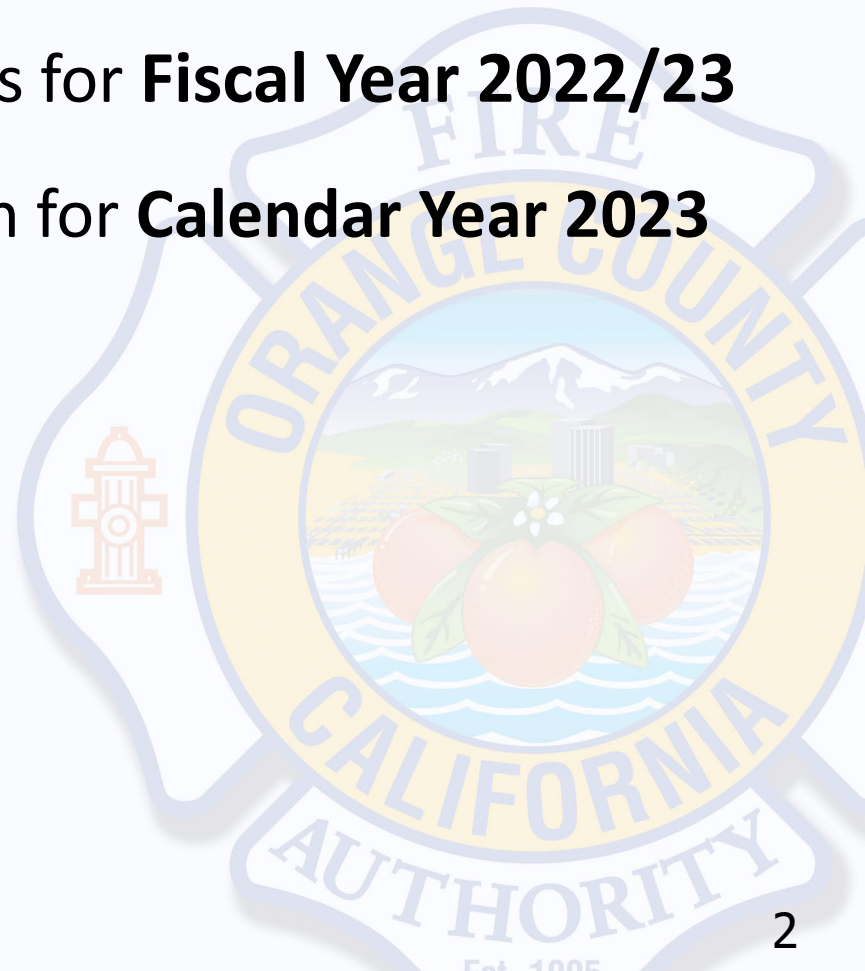 s for Fiscal Year 2022/23
FIRE
n for Calendar Year 2023
ORANGE COUNTY
CALIFORNIA
AUTHORITY
2